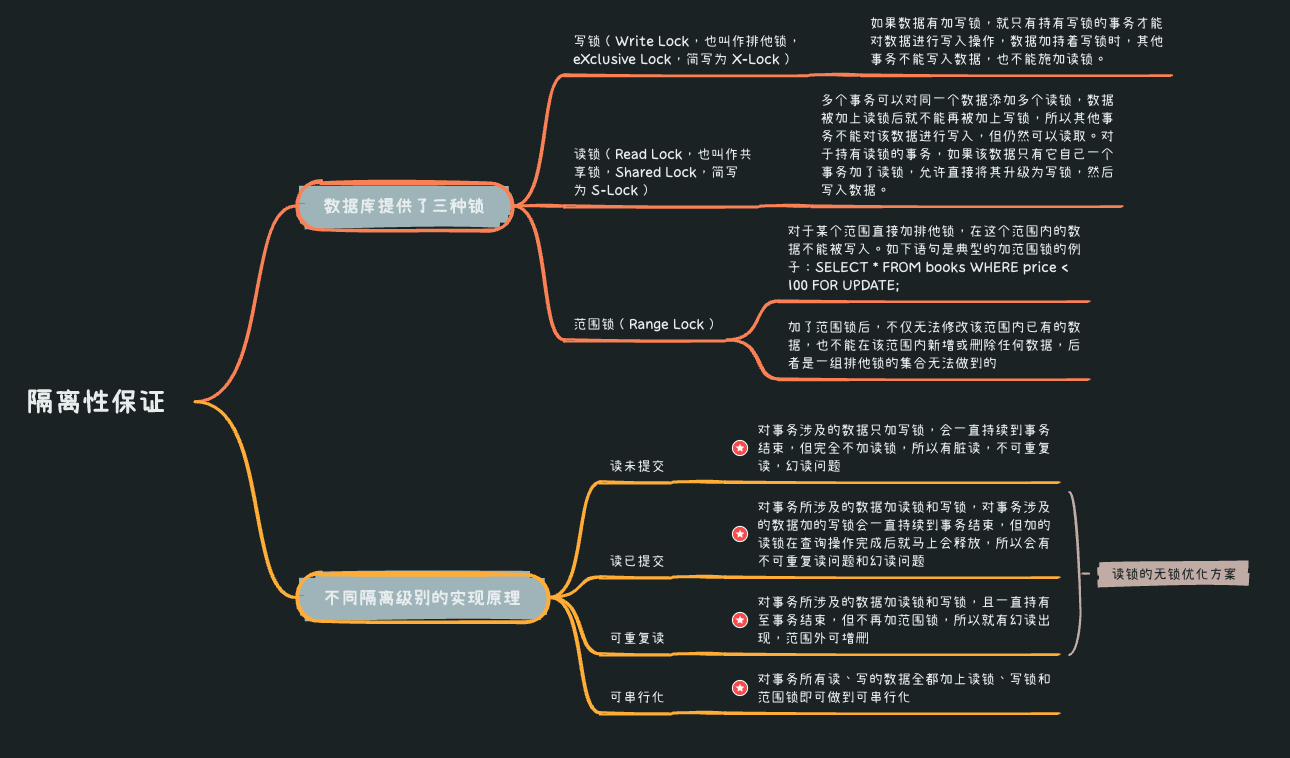 隔离性保证
数据库提供了三种锁
写锁（Write Lock，也叫作排他锁，
eXclusive Lock，简写为 X-Lock）
如果数据有加写锁，就只有持有写锁的事务才能
对数据进行写入操作，数据加持着写锁时，其他
事务不能写入数据，也不能施加读锁。
读锁（Read Lock，也叫作共
享锁，Shared Lock，简写
为 S-Lock）
多个事务可以对同一个数据添加多个读锁，数据
被加上读锁后就不能再被加上写锁，所以其他事
务不能对该数据进行写入，但仍然可以读取。对
于持有读锁的事务，如果该数据只有它自己一个
事务加了读锁，允许直接将其升级为写锁，然后
写入数据。
范围锁（Range Lock）
对于某个范围直接加排他锁，在这个范围内的数
据不能被写入。如下语句是典型的加范围锁的例
子：SELECT * FROM books WHERE price <
100 FOR UPDATE;
加了范围锁后，不仅无法修改该范围内已有的数
据，也不能在该范围内新增或删除任何数据，后
者是一组排他锁的集合无法做到的
不同隔离级别的实现原理
读未提交
对事务涉及的数据只加写锁，会一直持续到事务
结束，但完全不加读锁，所以有脏读，不可重复
读，幻读问题
读已提交
对事务所涉及的数据加读锁和写锁，对事务涉及
的数据加的写锁会一直持续到事务结束，但加的
读锁在查询操作完成后就马上会释放，所以会有
不可重复读问题和幻读问题
可重复读
对事务所涉及的数据加读锁和写锁，且一直持有
至事务结束，但不再加范围锁，所以就有幻读出
现，范围外可增删
可串行化
对事务所有读、写的数据全都加上读锁、写锁和
范围锁即可做到可串行化
读锁的无锁优化方案